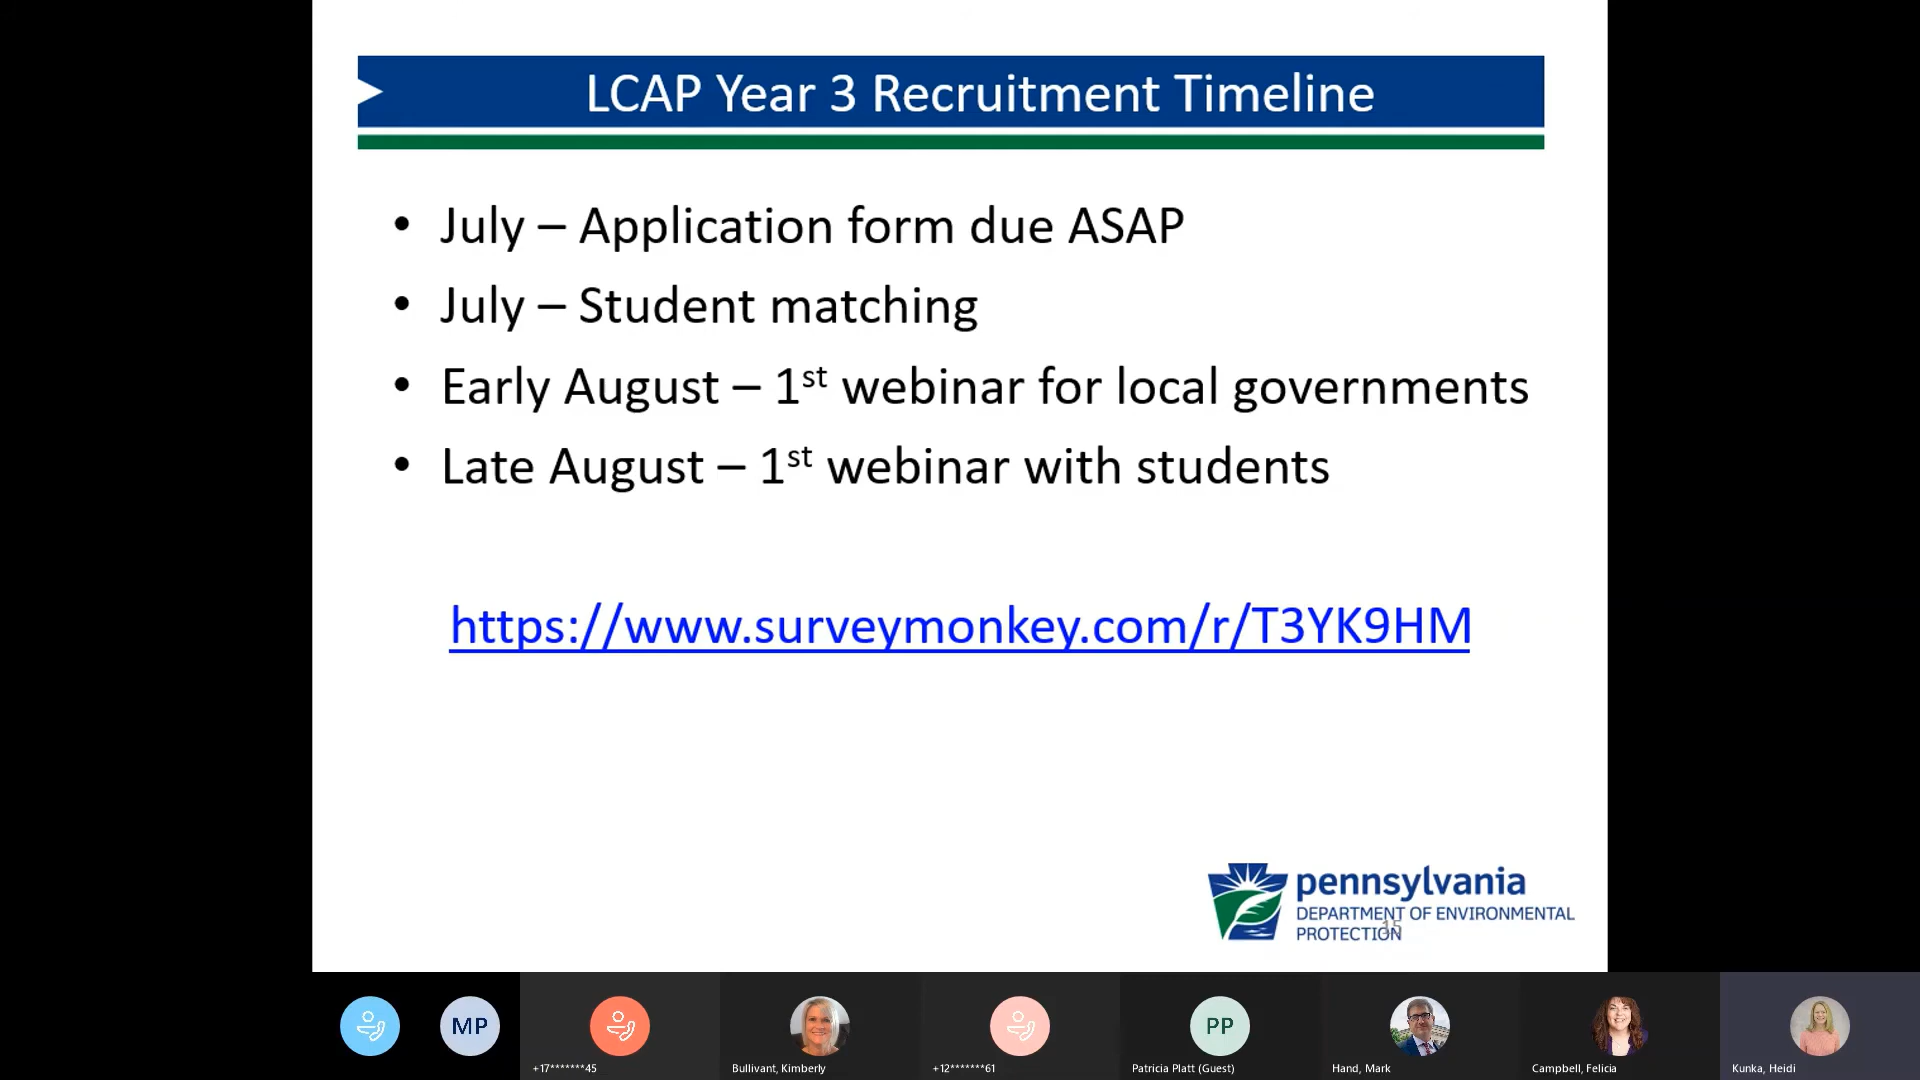 LCAP Year 3 Recruitment Timeline
• July – Application form due ASAP
• July – Student matching
• Early August – 1st webinar for local governments
• Late August – 1st webinar with students
https://www.surveymonkey.com/r/T3YK9HM
pennsylvania
DEPARTMENT OF ENVIRONMENTAL
PROTECTION
15
MP
PP
+17*******45
Bullivant, Kimberly
+12*******61
Patricia Platt (Guest)
Hand, Mark
Campbell, Felicia
Kunka, Heidi